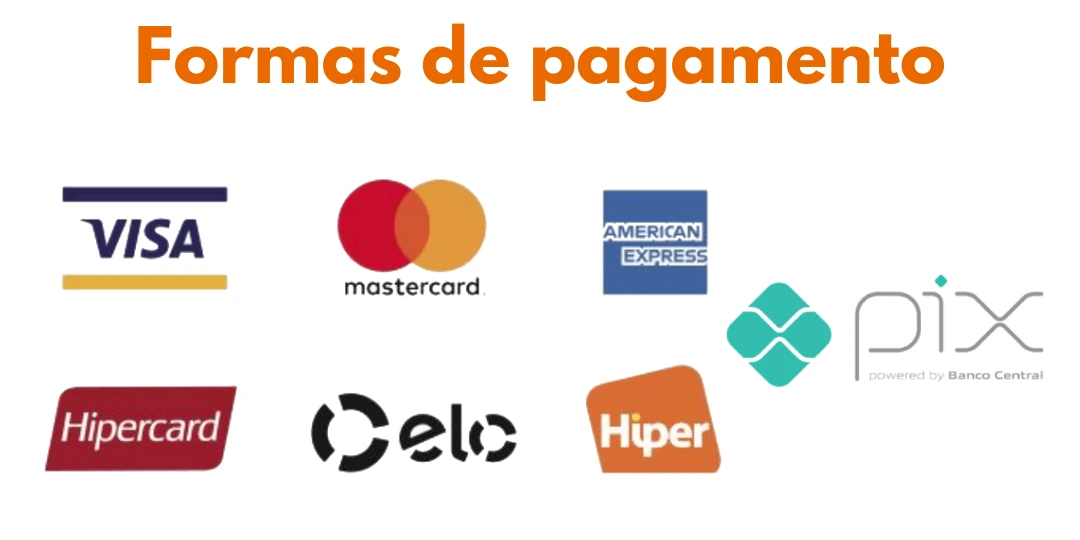 Formas de pagamento
VISA
mastercard.
AMERICAN
EXPRESS
pix
powered by Banco Central
Hipercard
elo
Hiper